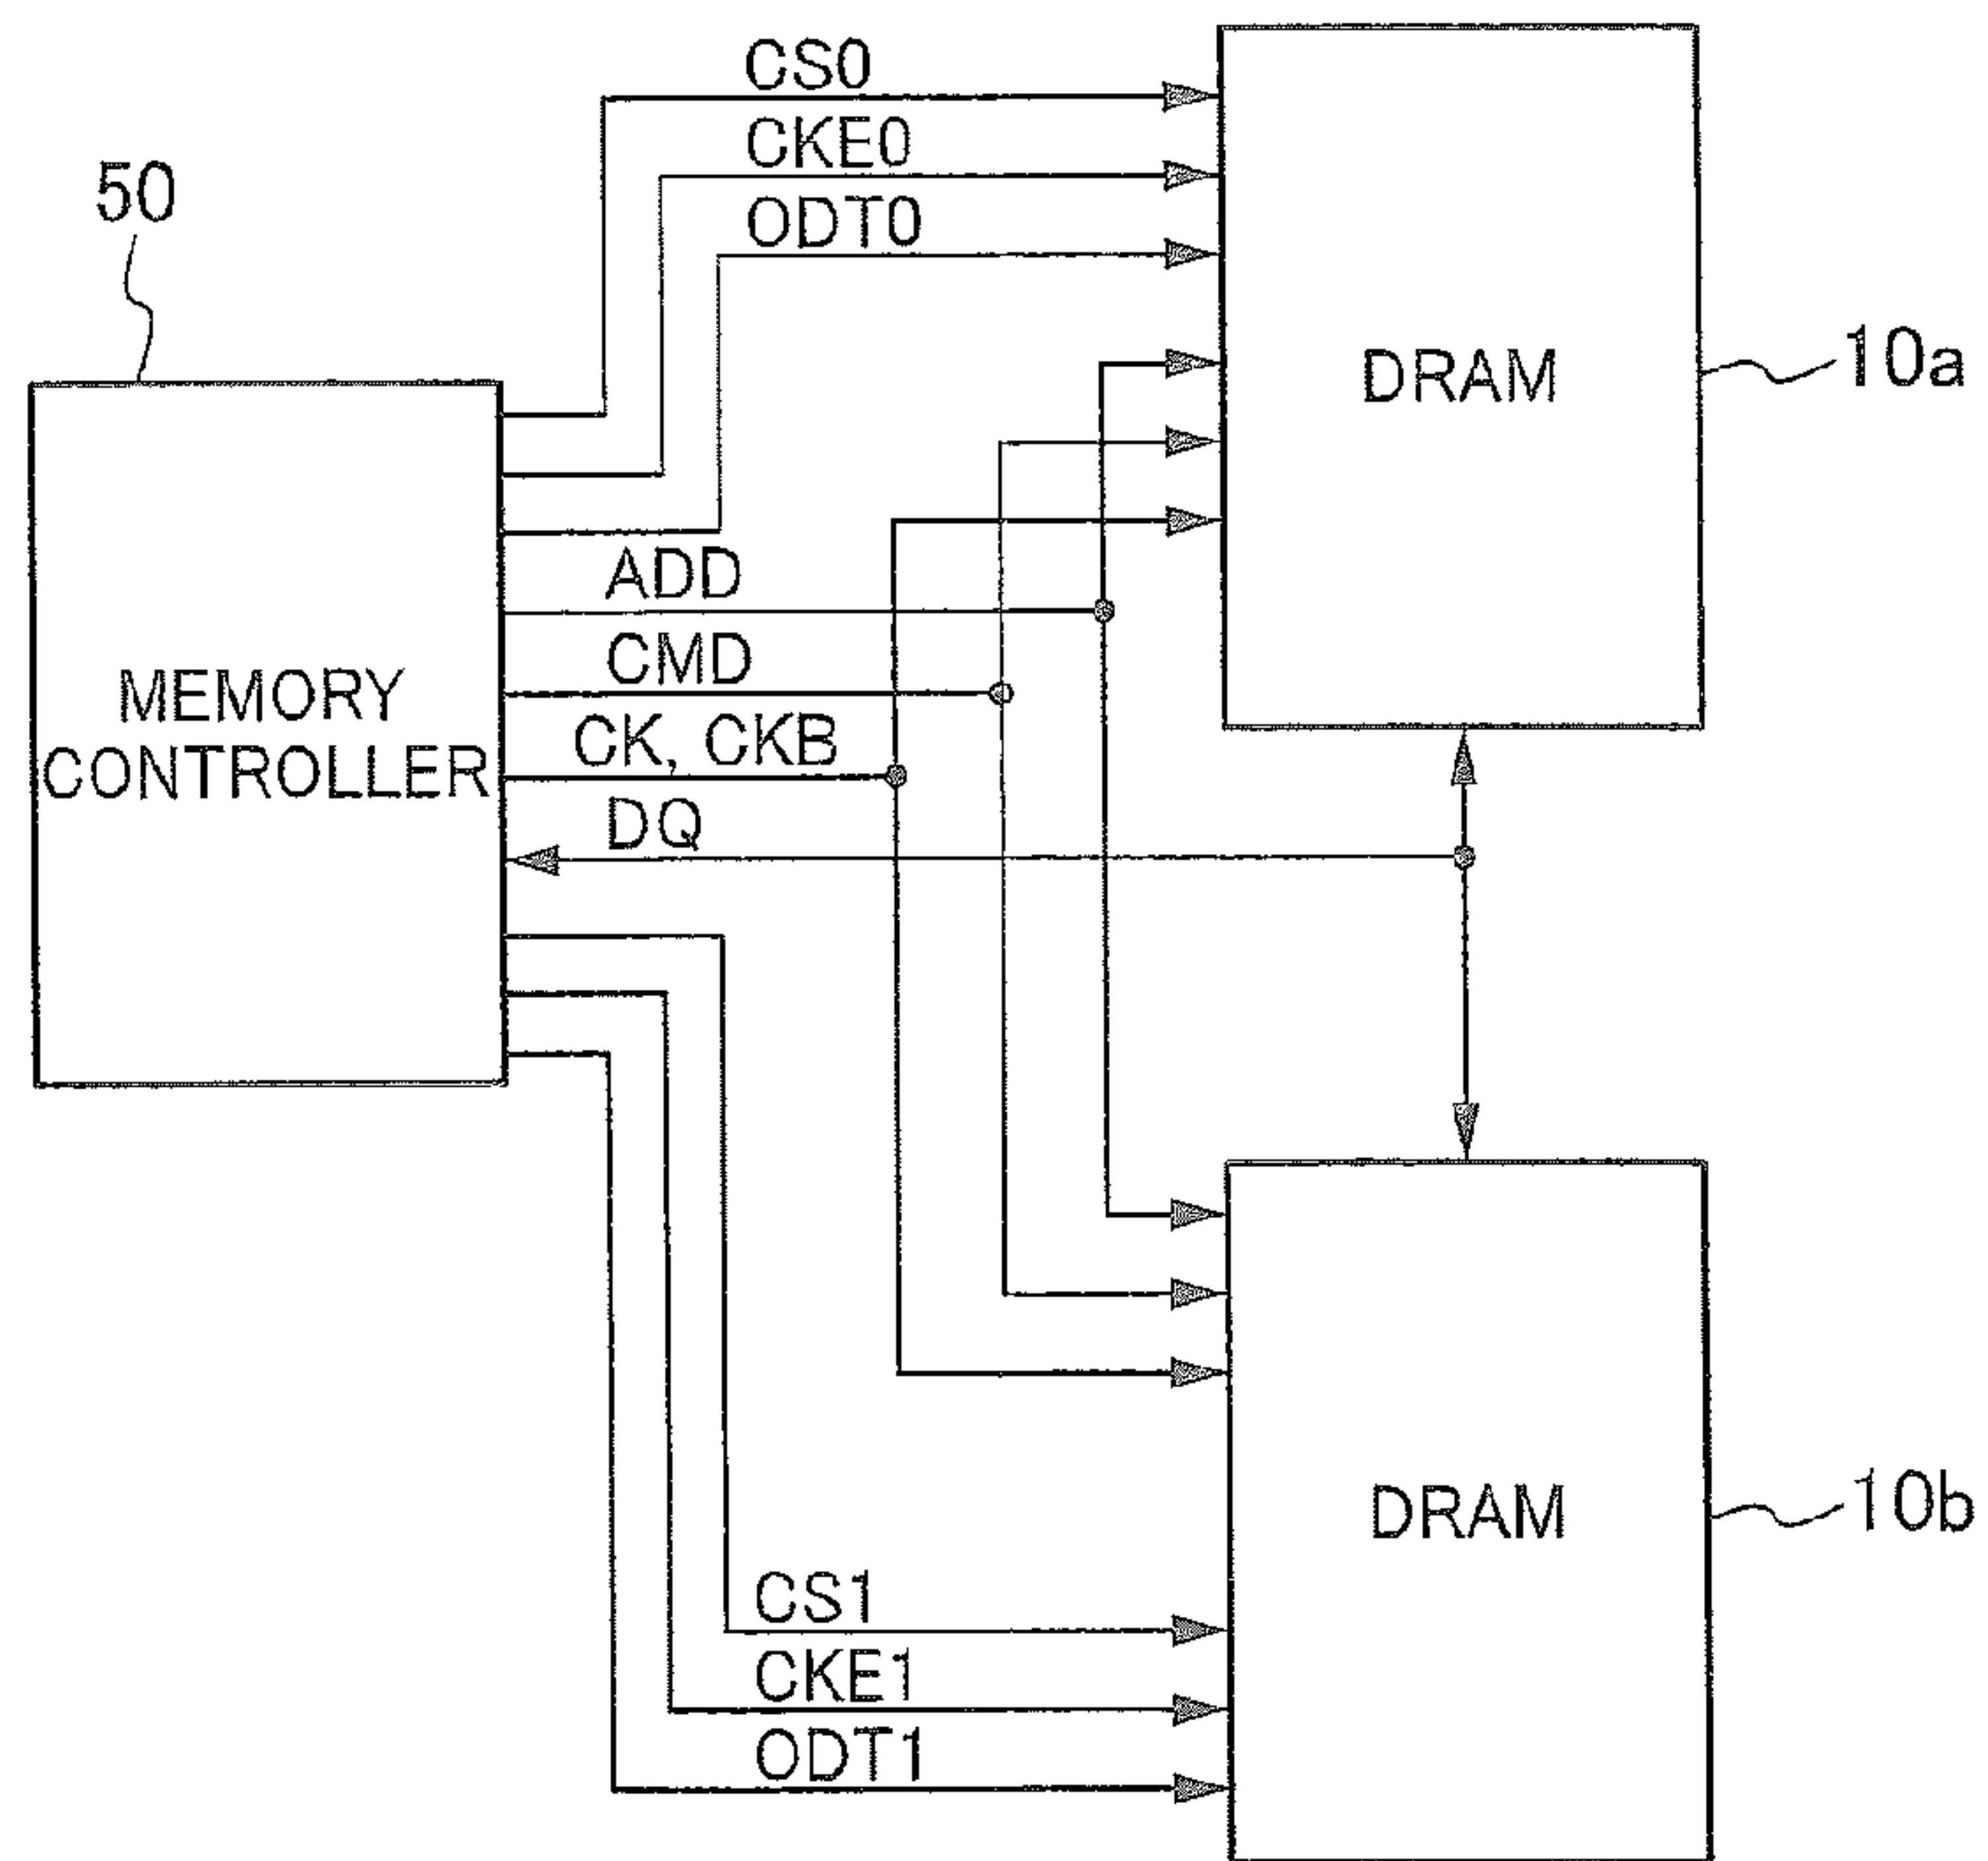 CS0
CKE0
50
ODT0
DRAM
10a
ADD
CMD
MEMORY
CONTROLLER
CK, CKB
DQ
DRAM
10b
CS1
CKE1
ODT1